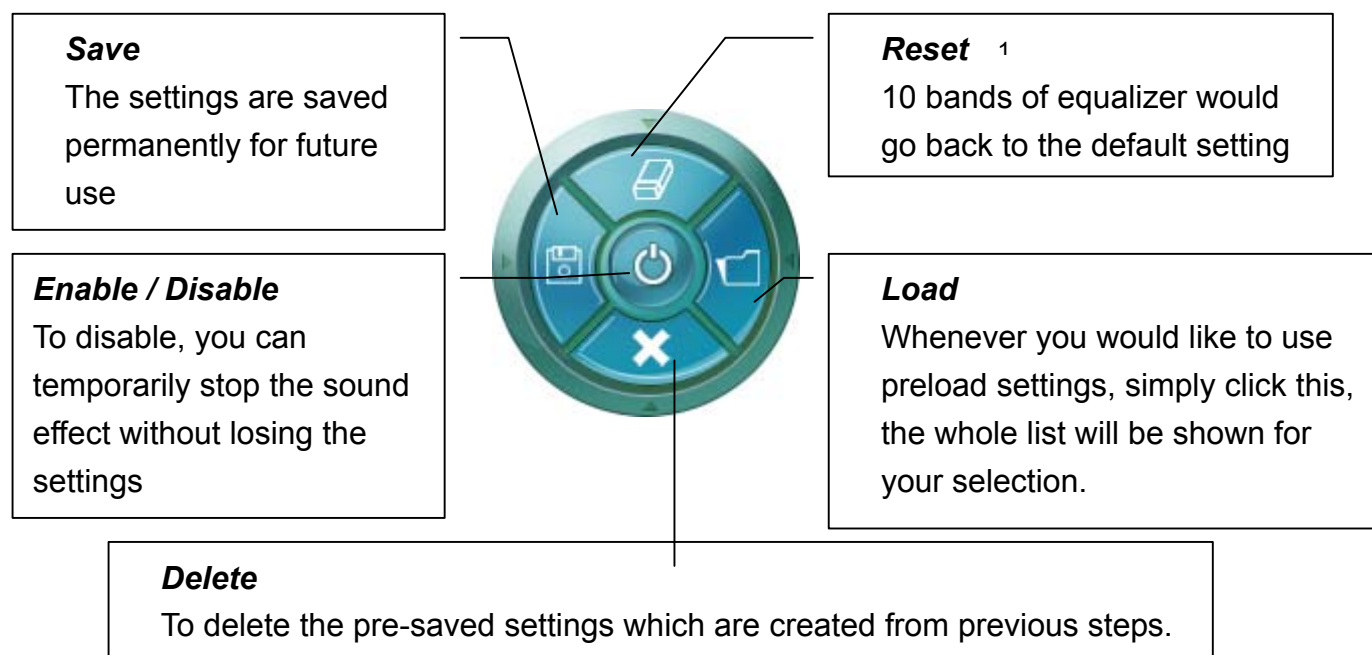 Save
The settings are saved
permanently for future
use
Reset 1
10 bands of equalizer would
go back to the default setting
Enable / Disable
To disable, you can
temporarily stop the sound
effect without losing the
settings
Load
Whenever you would like to use
preload settings, simply click this,
the whole list will be shown for
your selection.
Delete
To delete the pre-saved settings which are created from previous steps.